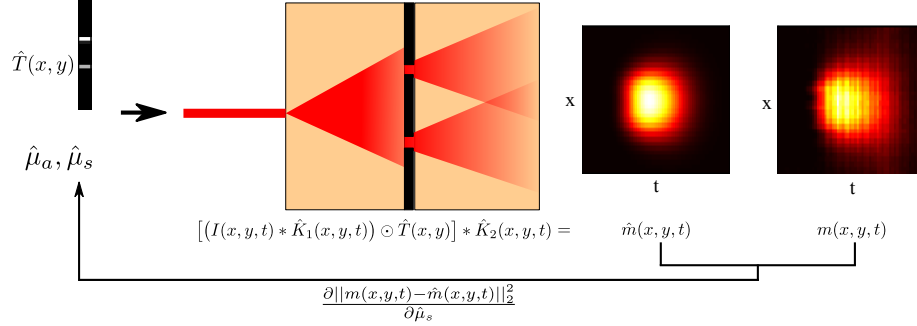 T̂(x, y)
μ̂_a, μ̂_s
x
t
x
t
[(I(x, y, t) ∗ K̂_1(x, y, t)) ⊙ T̂(x, y)] ∗ K̂_2(x, y, t) =
m̂(x, y, t)
m(x, y, t)
∂||m(x,y,t)−m̂(x,y,t)||_2^2
∂μ̂_s